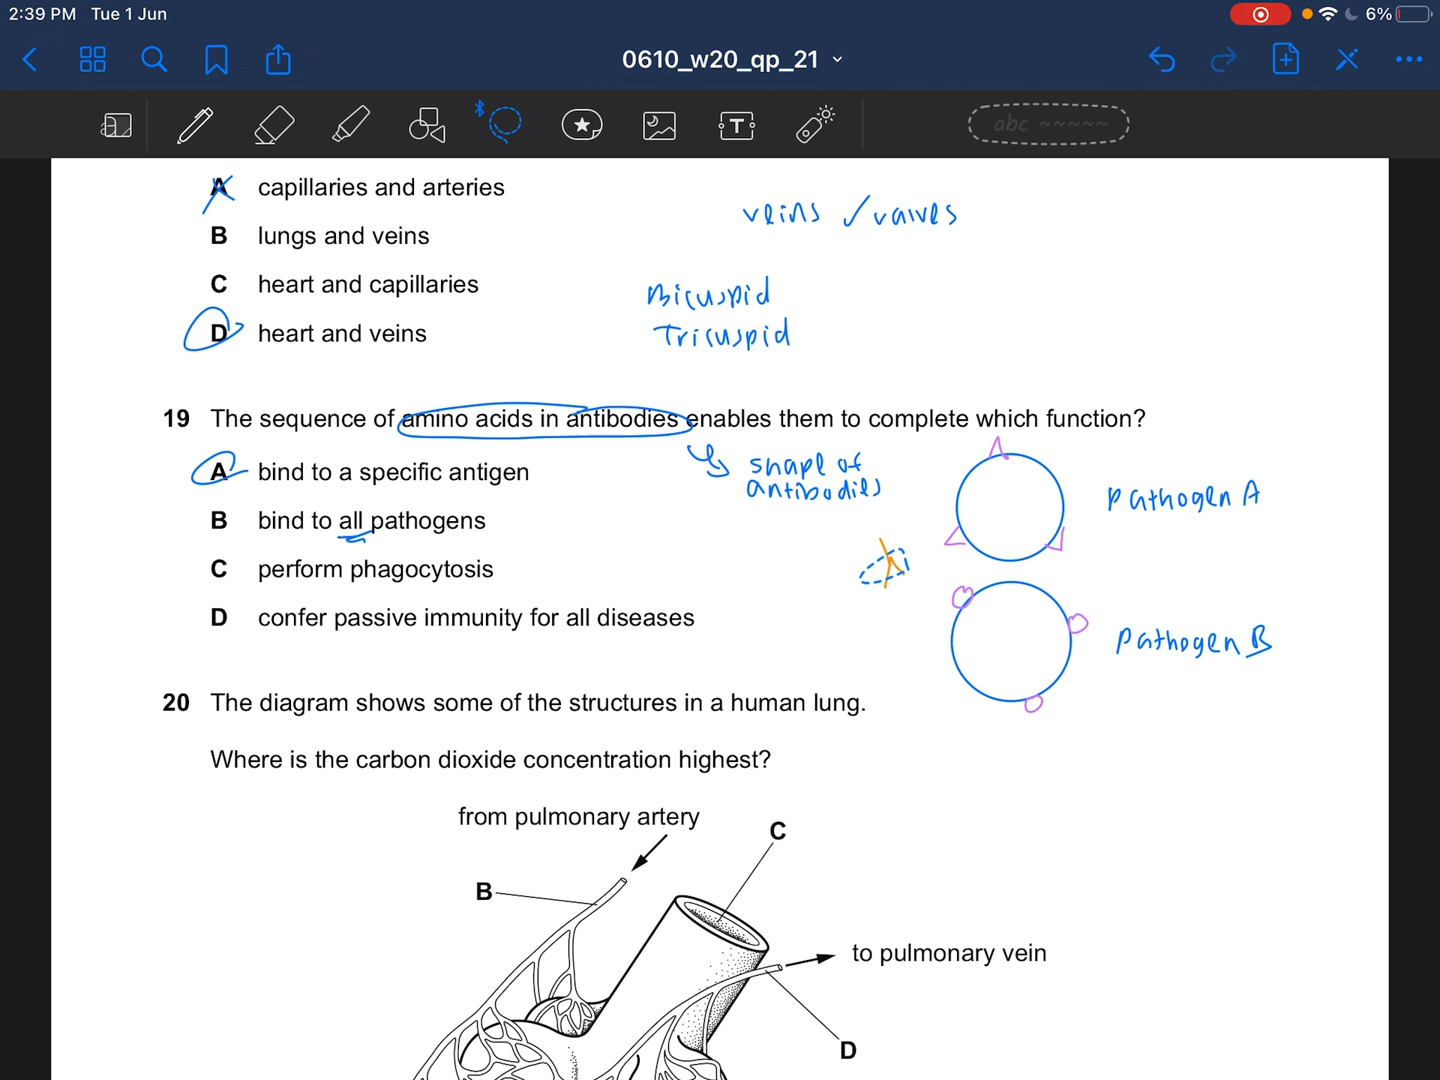 2:39 PM Tue 1 Jun
6%
0610_w20_qp_21
abc
A capillaries and arteries
veins ✓ valves
B lungs and veins
C heart and capillaries
Bicuspid
D heart and veins
Tricuspid
19 The sequence of amino acids in antibodies enables them to complete which function?
A bind to a specific antigen
shape of
antibodies
Pathogen A
B bind to all pathogens
C perform phagocytosis
D confer passive immunity for all diseases
Pathogen B
20 The diagram shows some of the structures in a human lung.
Where is the carbon dioxide concentration highest?
from pulmonary artery
C
B
to pulmonary vein
D